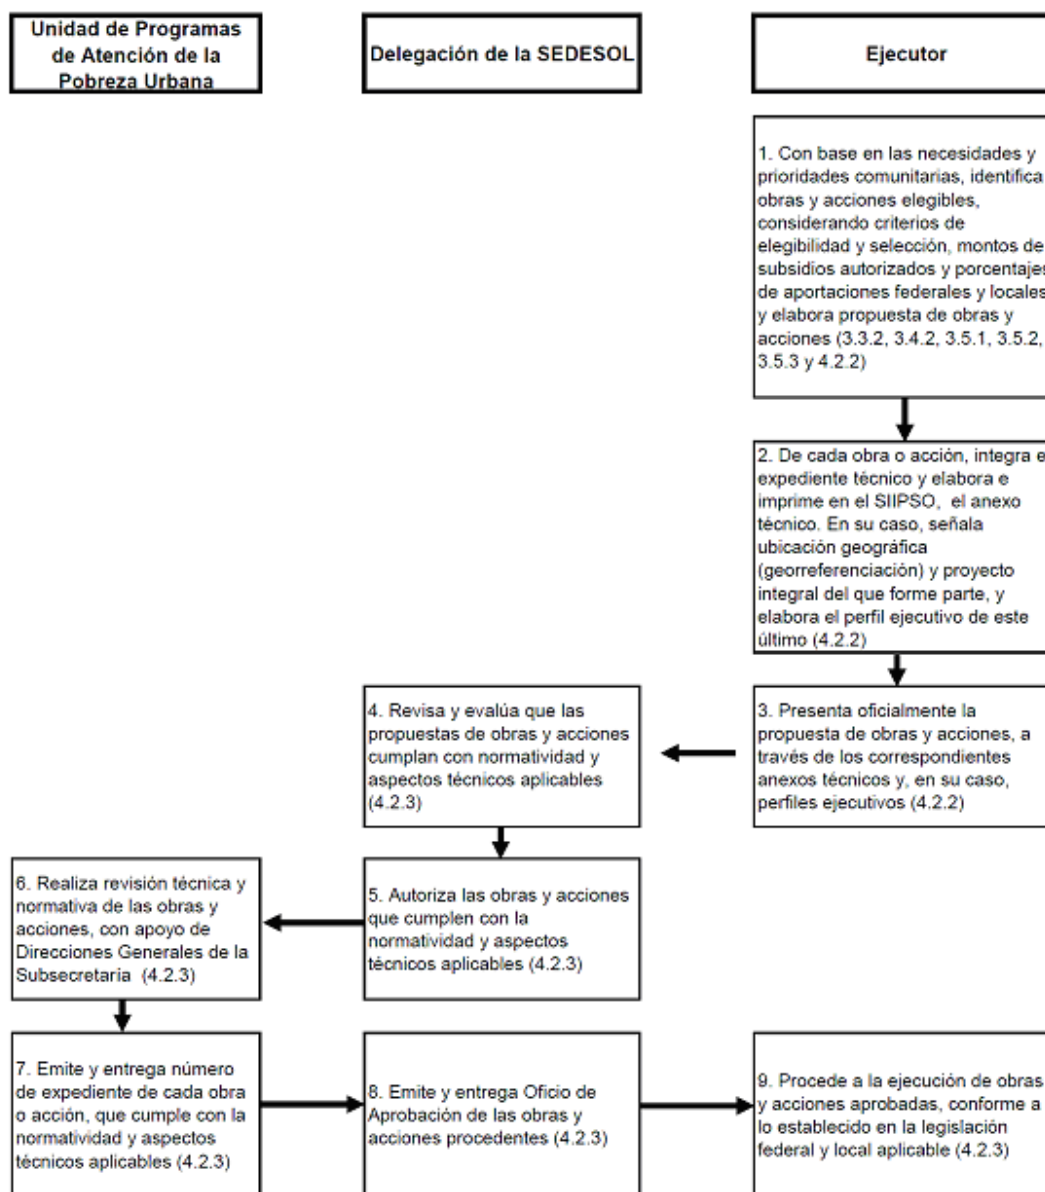 Unidad de Programas
de Atención de la
Pobreza Urbana
Delegación de la SEDESOL
Ejecutor
1. Con base en las necesidades y
prioridades comunitarias, identifica
obras y acciones elegibles,
considerando criterios de
elegibilidad y selección, montos de
subsidios autorizados y porcentajes
de aportaciones federales y locales
y elabora propuesta de obras y
acciones (3.3.2, 3.4.2, 3.5.1, 3.5.2,
3.5.3 y 4.2.2)
2. De cada obra o acción, integra e
expediente técnico y elabora e
imprime en el SIIPSO, el anexo
técnico. En su caso, señala
ubicación geográfica
(georreferenciación) y proyecto
integral del que forme parte, y
elabora el perfil ejecutivo de este
último (4.2.2)
3. Presenta oficialmente la
propuesta de obras y acciones, a
través de los correspondientes
anexos técnicos y, en su caso,
perfiles ejecutivos (4.2.2)
4. Revisa y evalúa que las
propuestas de obras y acciones
cumplan con normatividad y
aspectos técnicos aplicables
(4.2.3)
5. Autoriza las obras y acciones
que cumplen con la
normatividad y aspectos
técnicos aplicables (4.2.3)
6. Realiza revisión técnica y
normativa de las obras y
acciones, con apoyo de
Direcciones Generales de la
Subsecretaría (4.2.3)
7. Emite y entrega número
de expediente de cada obra
o acción, que cumple con la
normatividad y aspectos
técnicos aplicables (4.2.3)
8. Emite y entrega Oficio de
Aprobación de las obras y
acciones procedentes (4.2.3)
9. Procede a la ejecución de obras
y acciones aprobadas, conforme a
lo establecido en la legislación
federal y local aplicable (4.2.3)